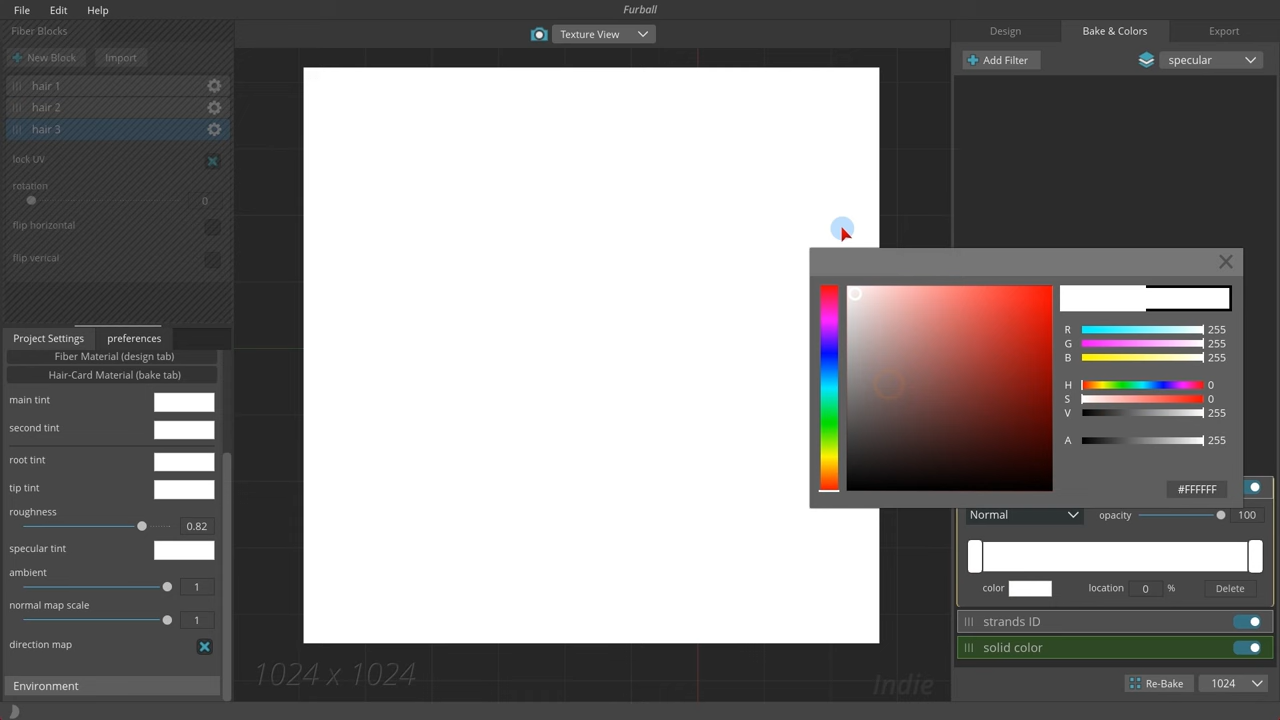 File Edit Help
Furball
Fiber Blocks
New Block Import
hair 1
hair 2
hair 3
lock UV
rotation
0
flip horizontal
flip verical
Project Settings preferences
Fiber Material (design tab)
Hair-Card Material (bake tab)
main tint
second tint
root tint
tip tint
roughness
0.82
specular tint
ambient
1
normal map scale
1
direction map
Environment
Texture View
1024 x 1024
Indie
Design Bake & Colors Export
Add Filter specular
R 255
G 255
B 255
H 0
S 0
V 255
A 255
#FFFFFF
Normal opacity 100
color location 0 % Delete
strands ID
solid color
Re-Bake 1024